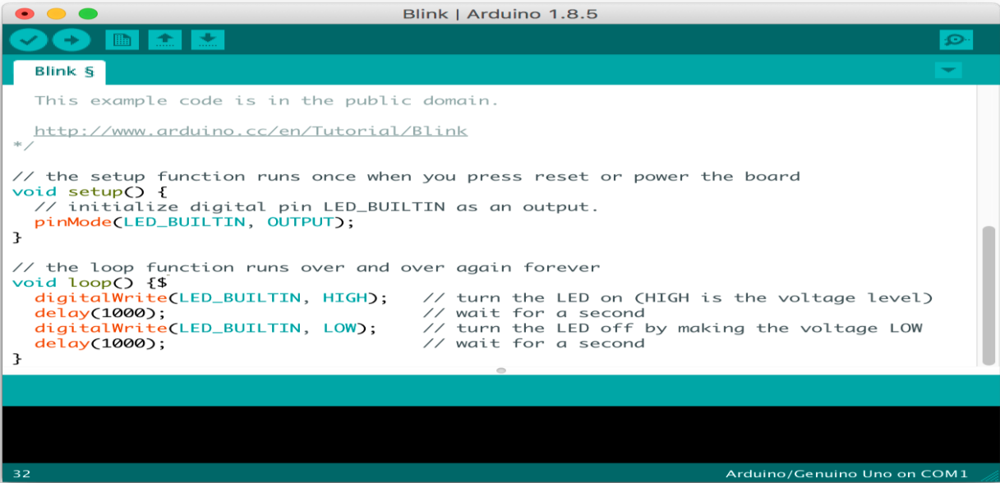 Blink | Arduino 1.8.5
Blink §
This example code is in the public domain.
http://www.arduino.cc/en/Tutorial/Blink
*/
// the setup function runs once when you press reset or power the board
void setup() {
// initialize digital pin LED_BUILTIN as an output.
pinMode(LED_BUILTIN, OUTPUT);
}
// the loop function runs over and over again forever
void loop() {$
digitalWrite(LED_BUILTIN, HIGH); // turn the LED on (HIGH is the voltage level)
delay(1000); // wait for a second
digitalWrite(LED_BUILTIN, LOW); // turn the LED off by making the voltage LOW
delay(1000); // wait for a second
}
32 Arduino/Genuino Uno on COM1